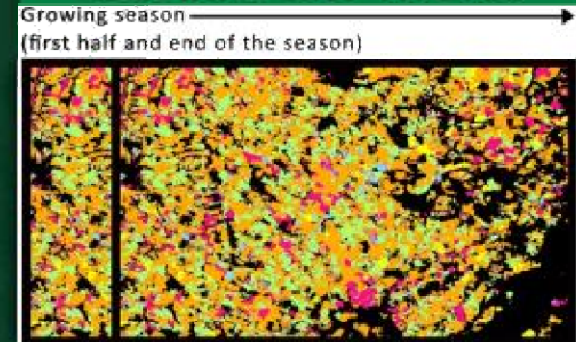 Growing season
(first half and end of the season)